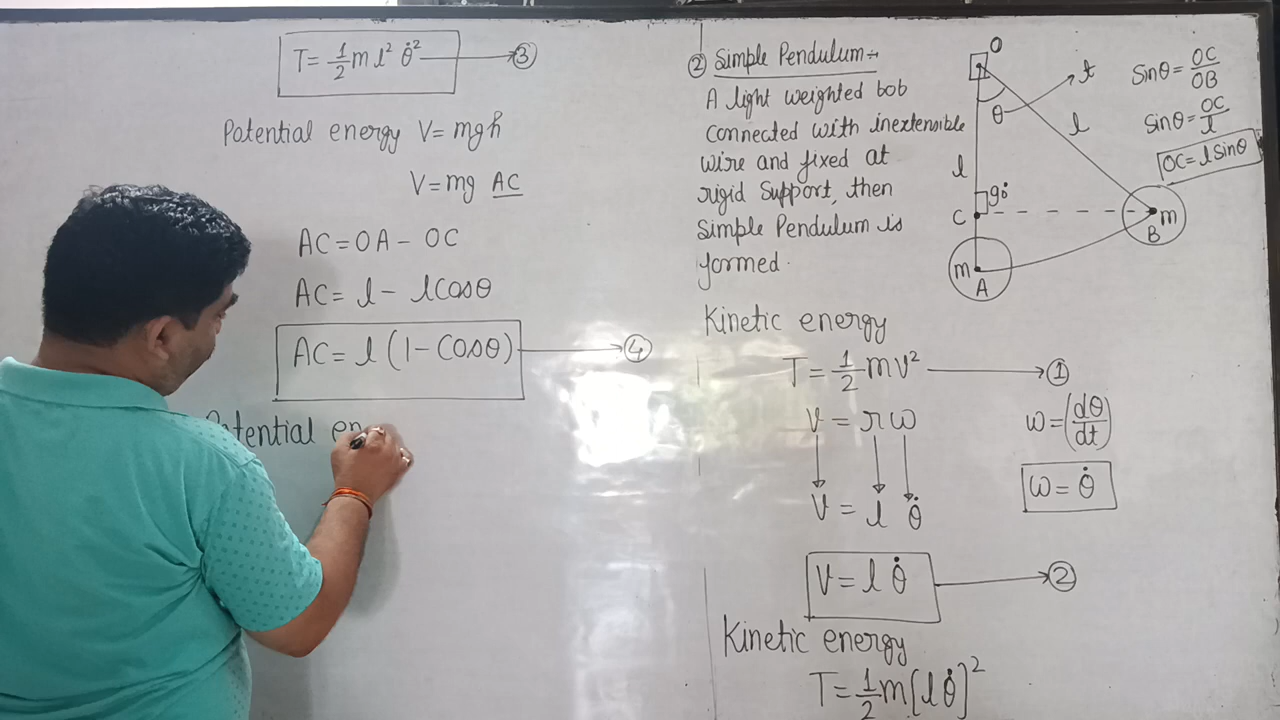 T = 1/2 m l² θ̇² → ③
Potential energy V = mgh
V = mg AC
AC = OA - OC
AC = l - lCosθ
AC = l (1 - Cosθ) → ④
Potential en
② Simple Pendulum :-
A light weighted bob
connected with inextensible
wire and fixed at
rigid Support, then
Simple Pendulum is
formed.
O
θ
t
l
l
90°
C
m
B
m
A
Sinθ = OC/OB
Sinθ = OC/l
OC = l Sinθ
Kinetic energy
T = 1/2 mv² → ①
v = rω
V = l θ̇
ω = (dθ/dt)
ω = θ̇
V = l θ̇ → ②
Kinetic energy
T = 1/2 m[l θ̇]²